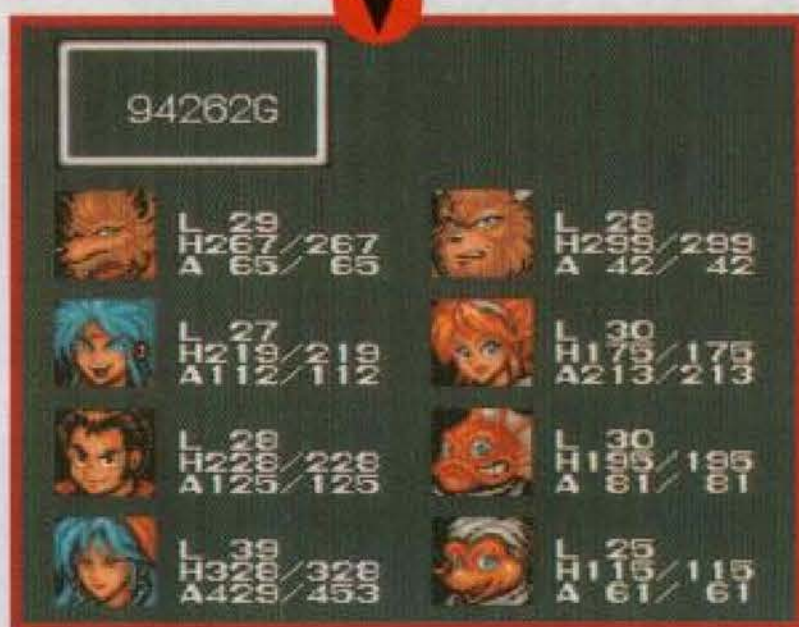 94262G
L 29
H267/267
A 65/ 65
L 28
H299/299
A 42/ 42
L 27
H219/219
A112/112
L 30
H175/175
A213/213
L 28
H228/228
A125/125
L 30
H195/195
A 81/ 81
L 39
H328/328
A429/453
L 25
H115/115
A 61/ 61